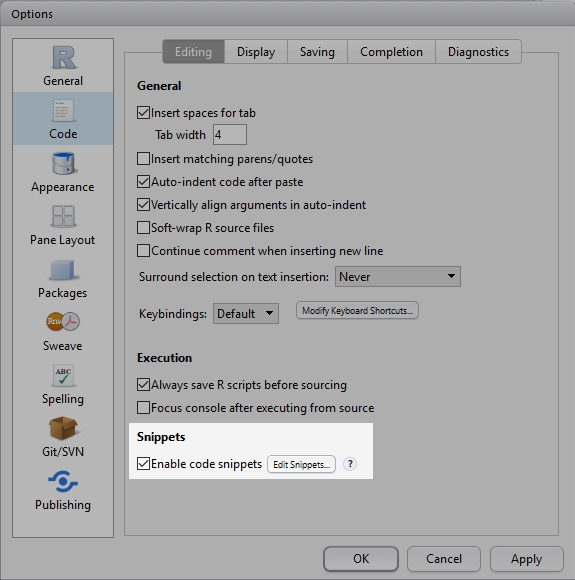 Options
General
Code
Appearance
Pane Layout
Packages
Sweave
ABC
Spelling
Git/SVN
Publishing
Editing Display Saving Completion Diagnostics
General
Insert spaces for tab
Tab width 4
Insert matching parens/quotes
Auto-indent code after paste
Vertically align arguments in auto-indent
Soft-wrap R source files
Continue comment when inserting new line
Surround selection on text insertion: Never
Keybindings: Default Modify Keyboard Shortcuts...
Execution
Always save R scripts before sourcing
Focus console after executing from source
Snippets
Enable code snippets Edit Snippets... ?
OK Cancel Apply